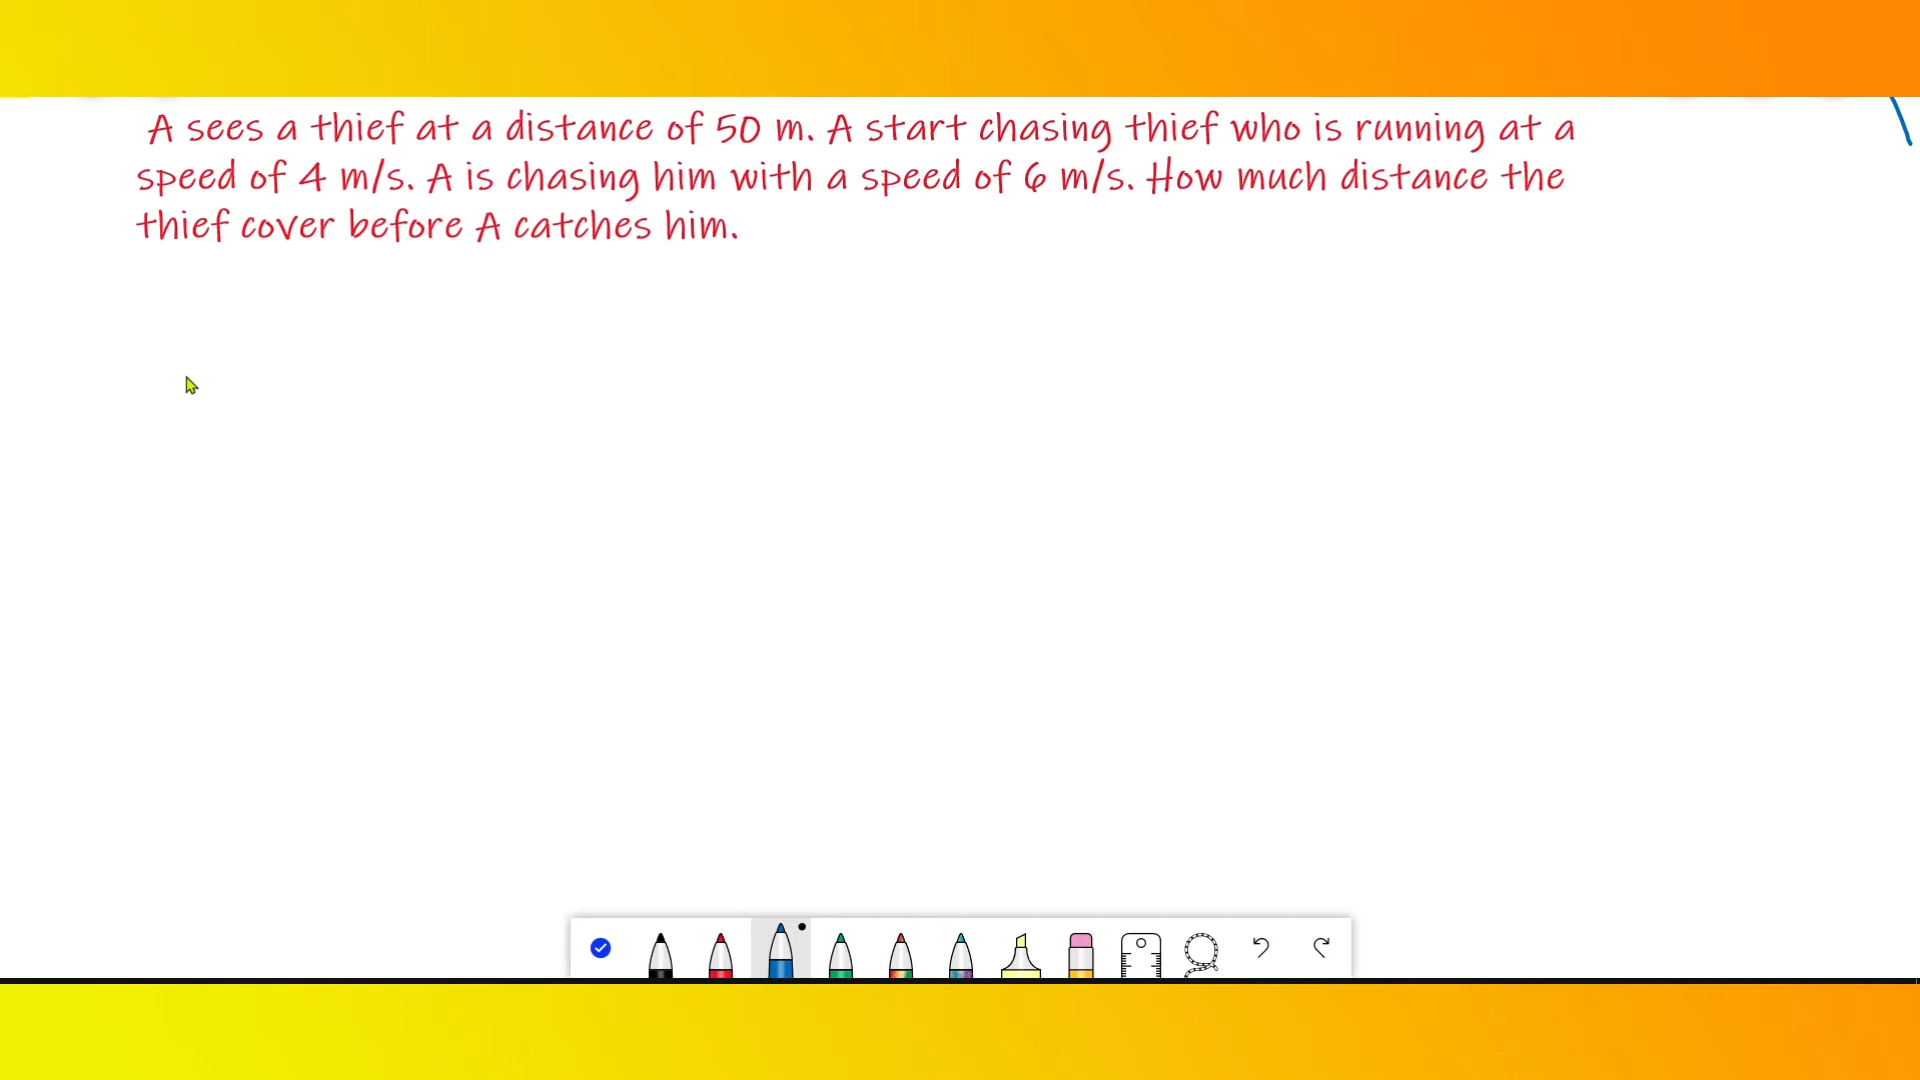 A sees a thief at a distance of 50 m. A start chasing thief who is running at a
speed of 4 m/s. A is chasing him with a speed of 6 m/s. How much distance the
thief cover before A catches him.